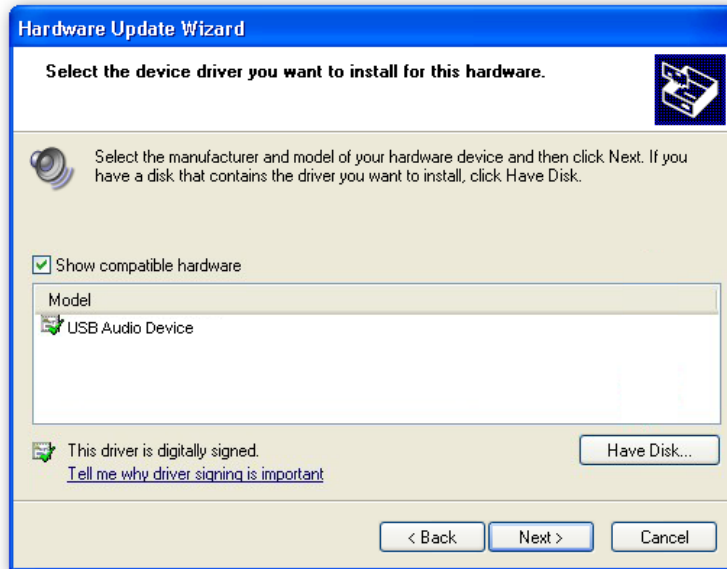 Hardware Update Wizard
Select the device driver you want to install for this hardware.
Select the manufacturer and model of your hardware device and then click Next. If you
have a disk that contains the driver you want to install, click Have Disk.
Show compatible hardware
Model
USB Audio Device
This driver is digitally signed.
Have Disk...
Tell me why driver signing is important
< Back
Next >
Cancel